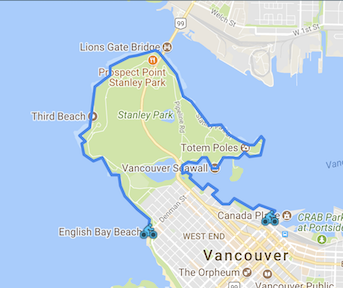 Welch St
W 1st St
99
Lions Gate Bridge
Prospect Point
Stanley Park
Third Beach
Stanley Park
Pipeline Rd
Totem Poles
Vancouver Seawall
Denman St
Canada Place
CRAB Park
at Portside
English Bay Beach
WEST END
Vancouver
The Orpheum
99